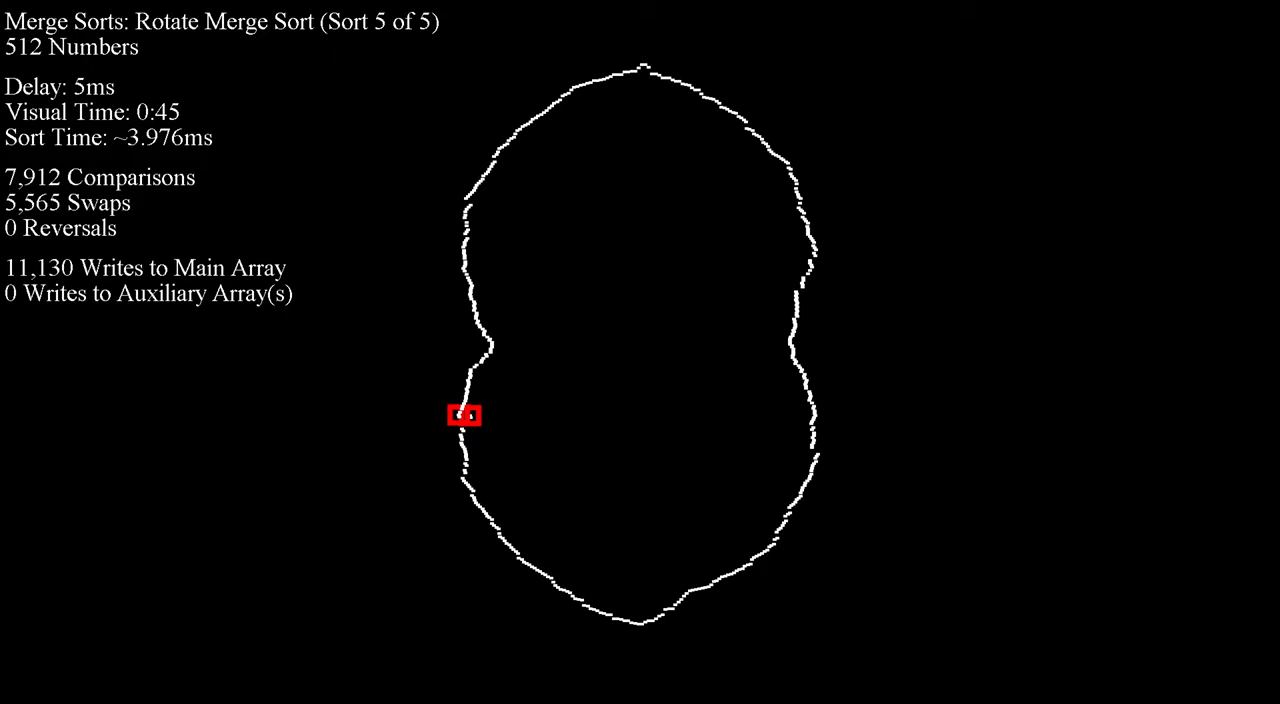 Merge Sorts: Rotate Merge Sort (Sort 5 of 5)
512 Numbers
Delay: 5ms
Visual Time: 0:45
Sort Time: ~3.976ms
7,912 Comparisons
5,565 Swaps
0 Reversals
11,130 Writes to Main Array
0 Writes to Auxiliary Array(s)